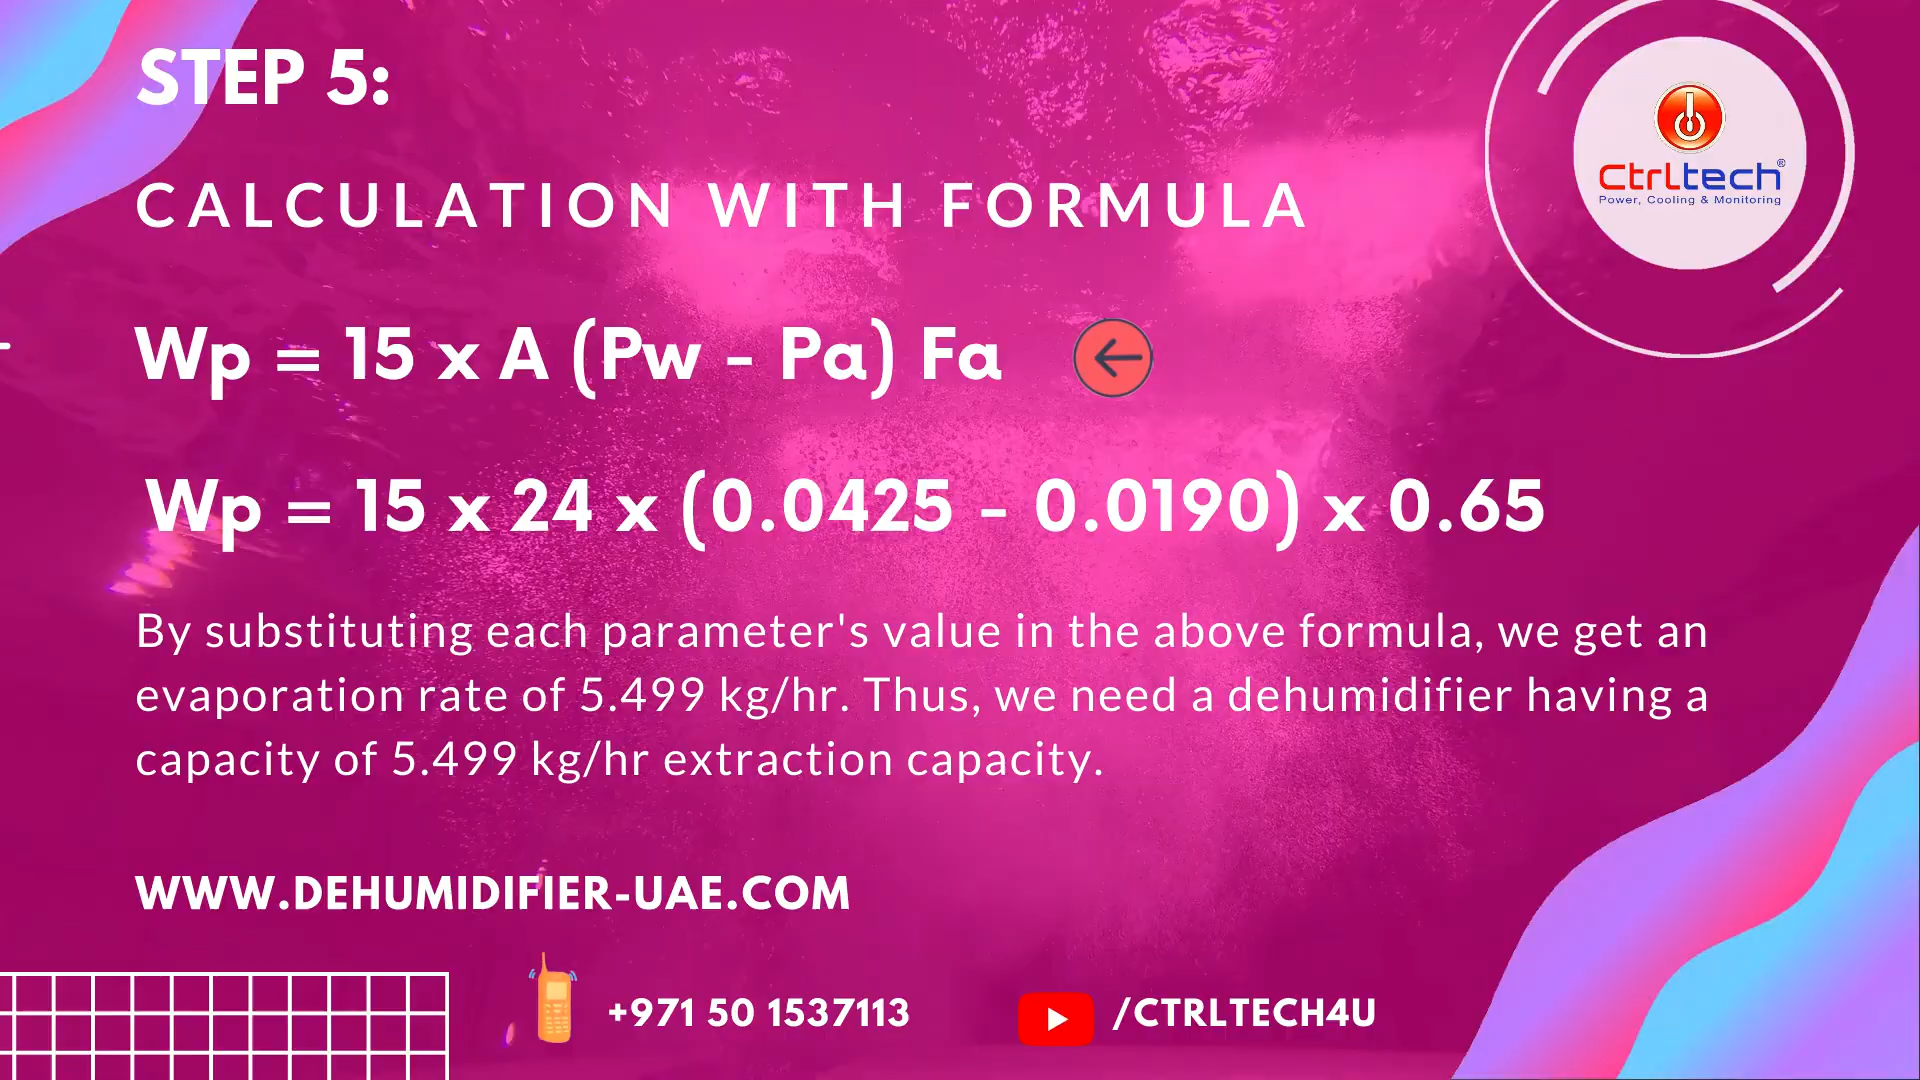 STEP 5:
Ctrltech®
Power, Cooling & Monitoring
CALCULATION WITH FORMULA
Wp = 15 x A (Pw - Pa) Fa
Wp = 15 x 24 x (0.0425 - 0.0190) x 0.65
By substituting each parameter's value in the above formula, we get an
evaporation rate of 5.499 kg/hr. Thus, we need a dehumidifier having a
capacity of 5.499 kg/hr extraction capacity.
WWW.DEHUMIDIFIER-UAE.COM
+971 50 1537113
/CTRLTECH4U